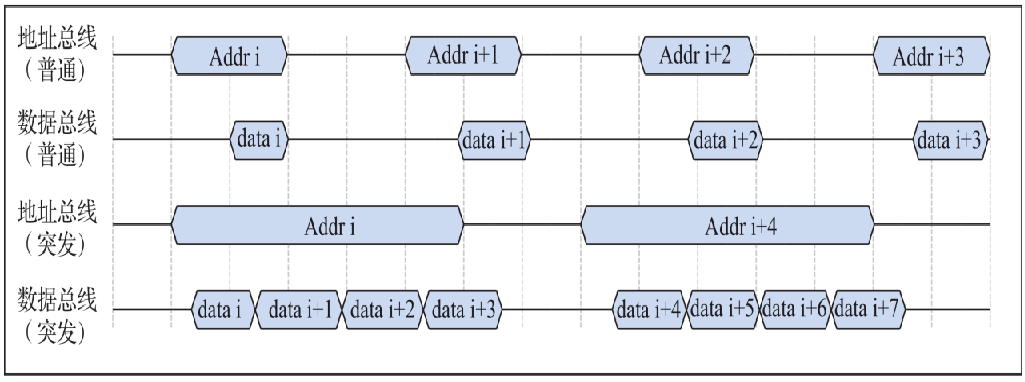 地址总线
（普通）
Addr i
Addr i+1
Addr i+2
Addr i+3
数据总线
（普通）
data i
data i+1
data i+2
data i+3
地址总线
（突发）
Addr i
Addr i+4
数据总线
（突发）
data i
data i+1
data i+2
data i+3
data i+4
data i+5
data i+6
data i+7